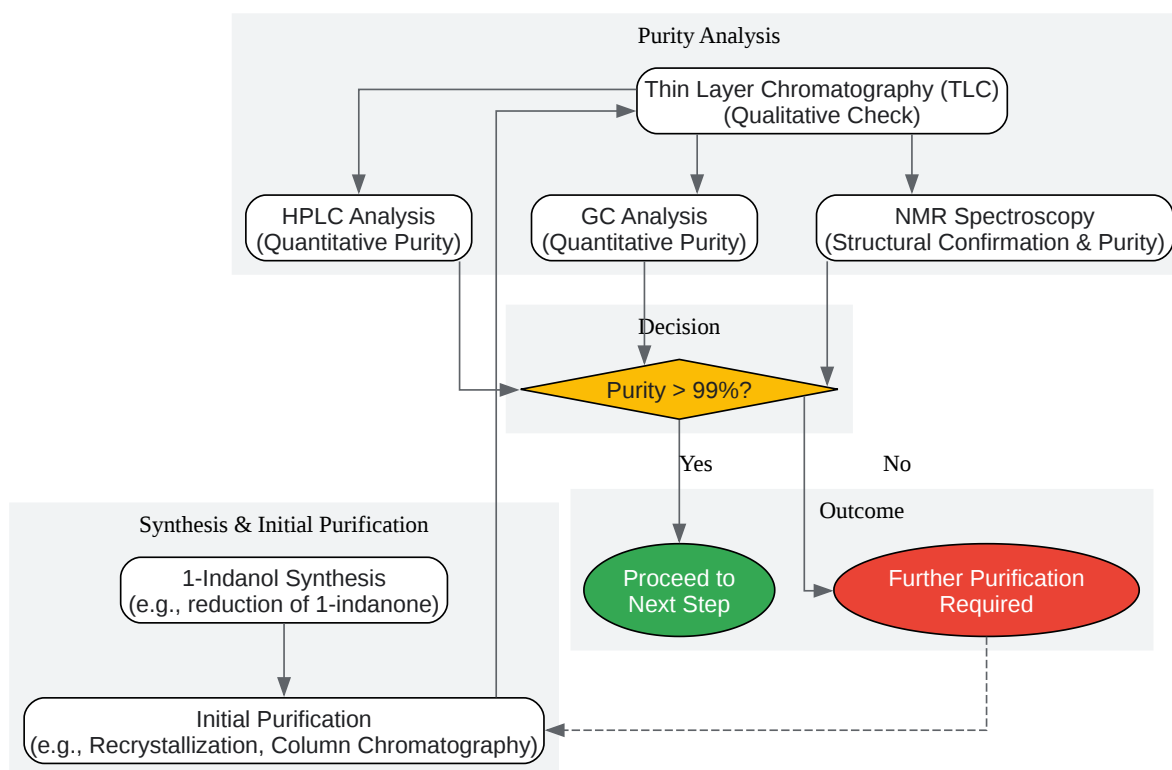 Purity Analysis
Thin Layer Chromatography (TLC)
(Qualitative Check)
HPLC Analysis
(Quantitative Purity)
GC Analysis
(Quantitative Purity)
NMR Spectroscopy
(Structural Confirmation & Purity)
Decision
Purity > 99%?
Yes
No
Synthesis & Initial Purification
1-Indanol Synthesis
(e.g., reduction of 1-indanone)
Initial Purification
(e.g., Recrystallization, Column Chromatography)
Outcome
Proceed to
Next Step
Further Purification
Required